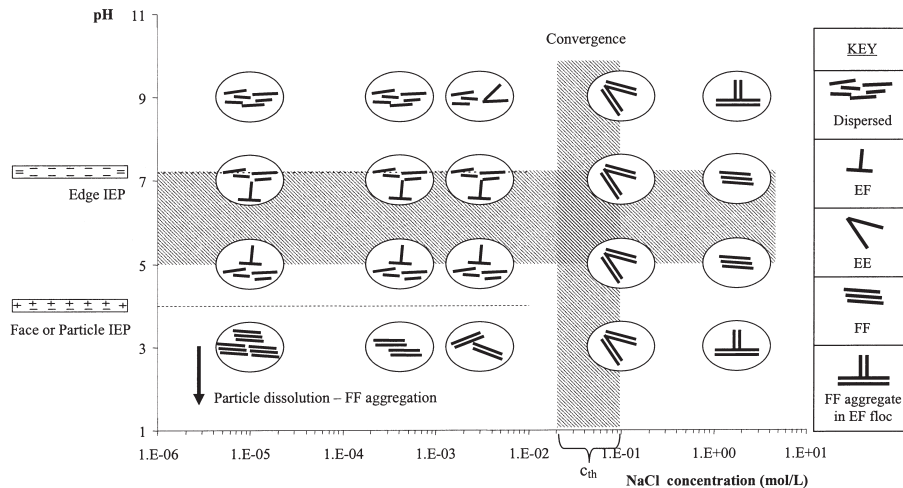 pH
11
9
7
5
3
1
Convergence
Edge IEP
Face or Particle IEP
Particle dissolution – FF aggregation
1.E-06
1.E-05
1.E-04
1.E-03
1.E-02
1.E-01
1.E+00
1.E+01
cth
NaCl concentration (mol/L)
KEY
Dispersed
EF
EE
FF
FF aggregate
in EF floc